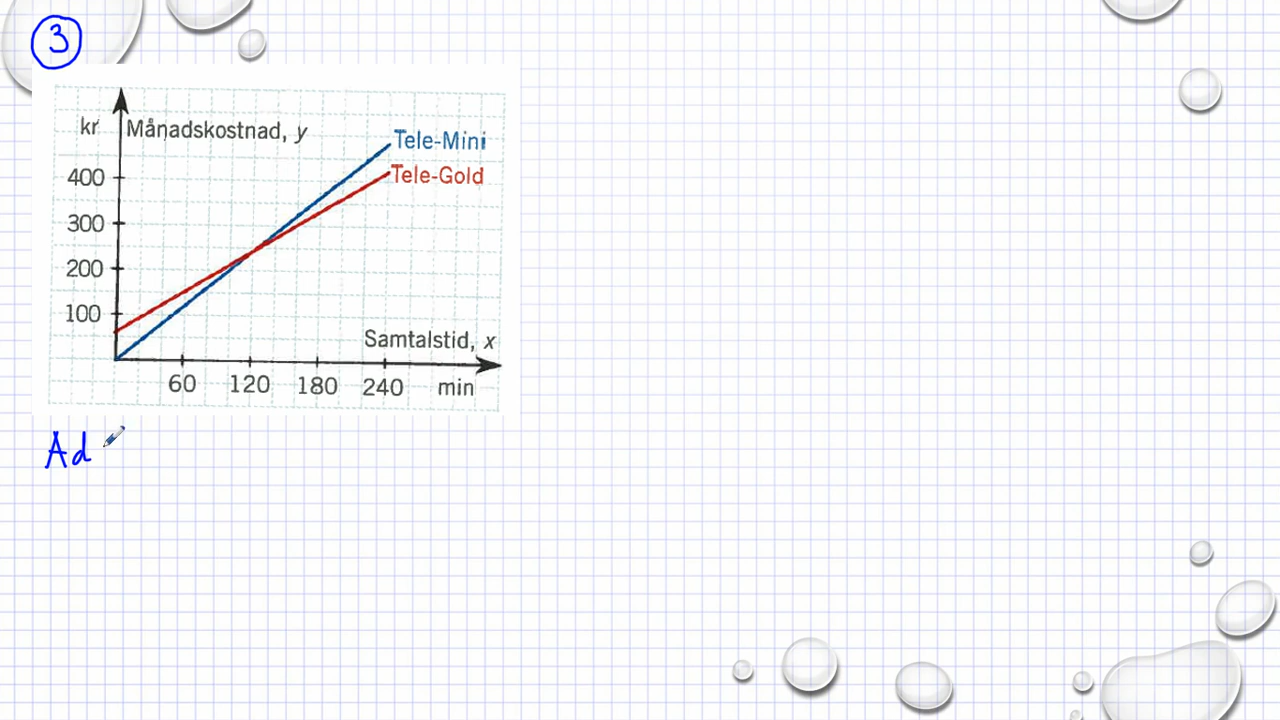 3
kr Månadskostnad, y
Tele-Mini
Tele-Gold
400
300
200
100
Samtalstid, x
60 120 180 240 min
Ad